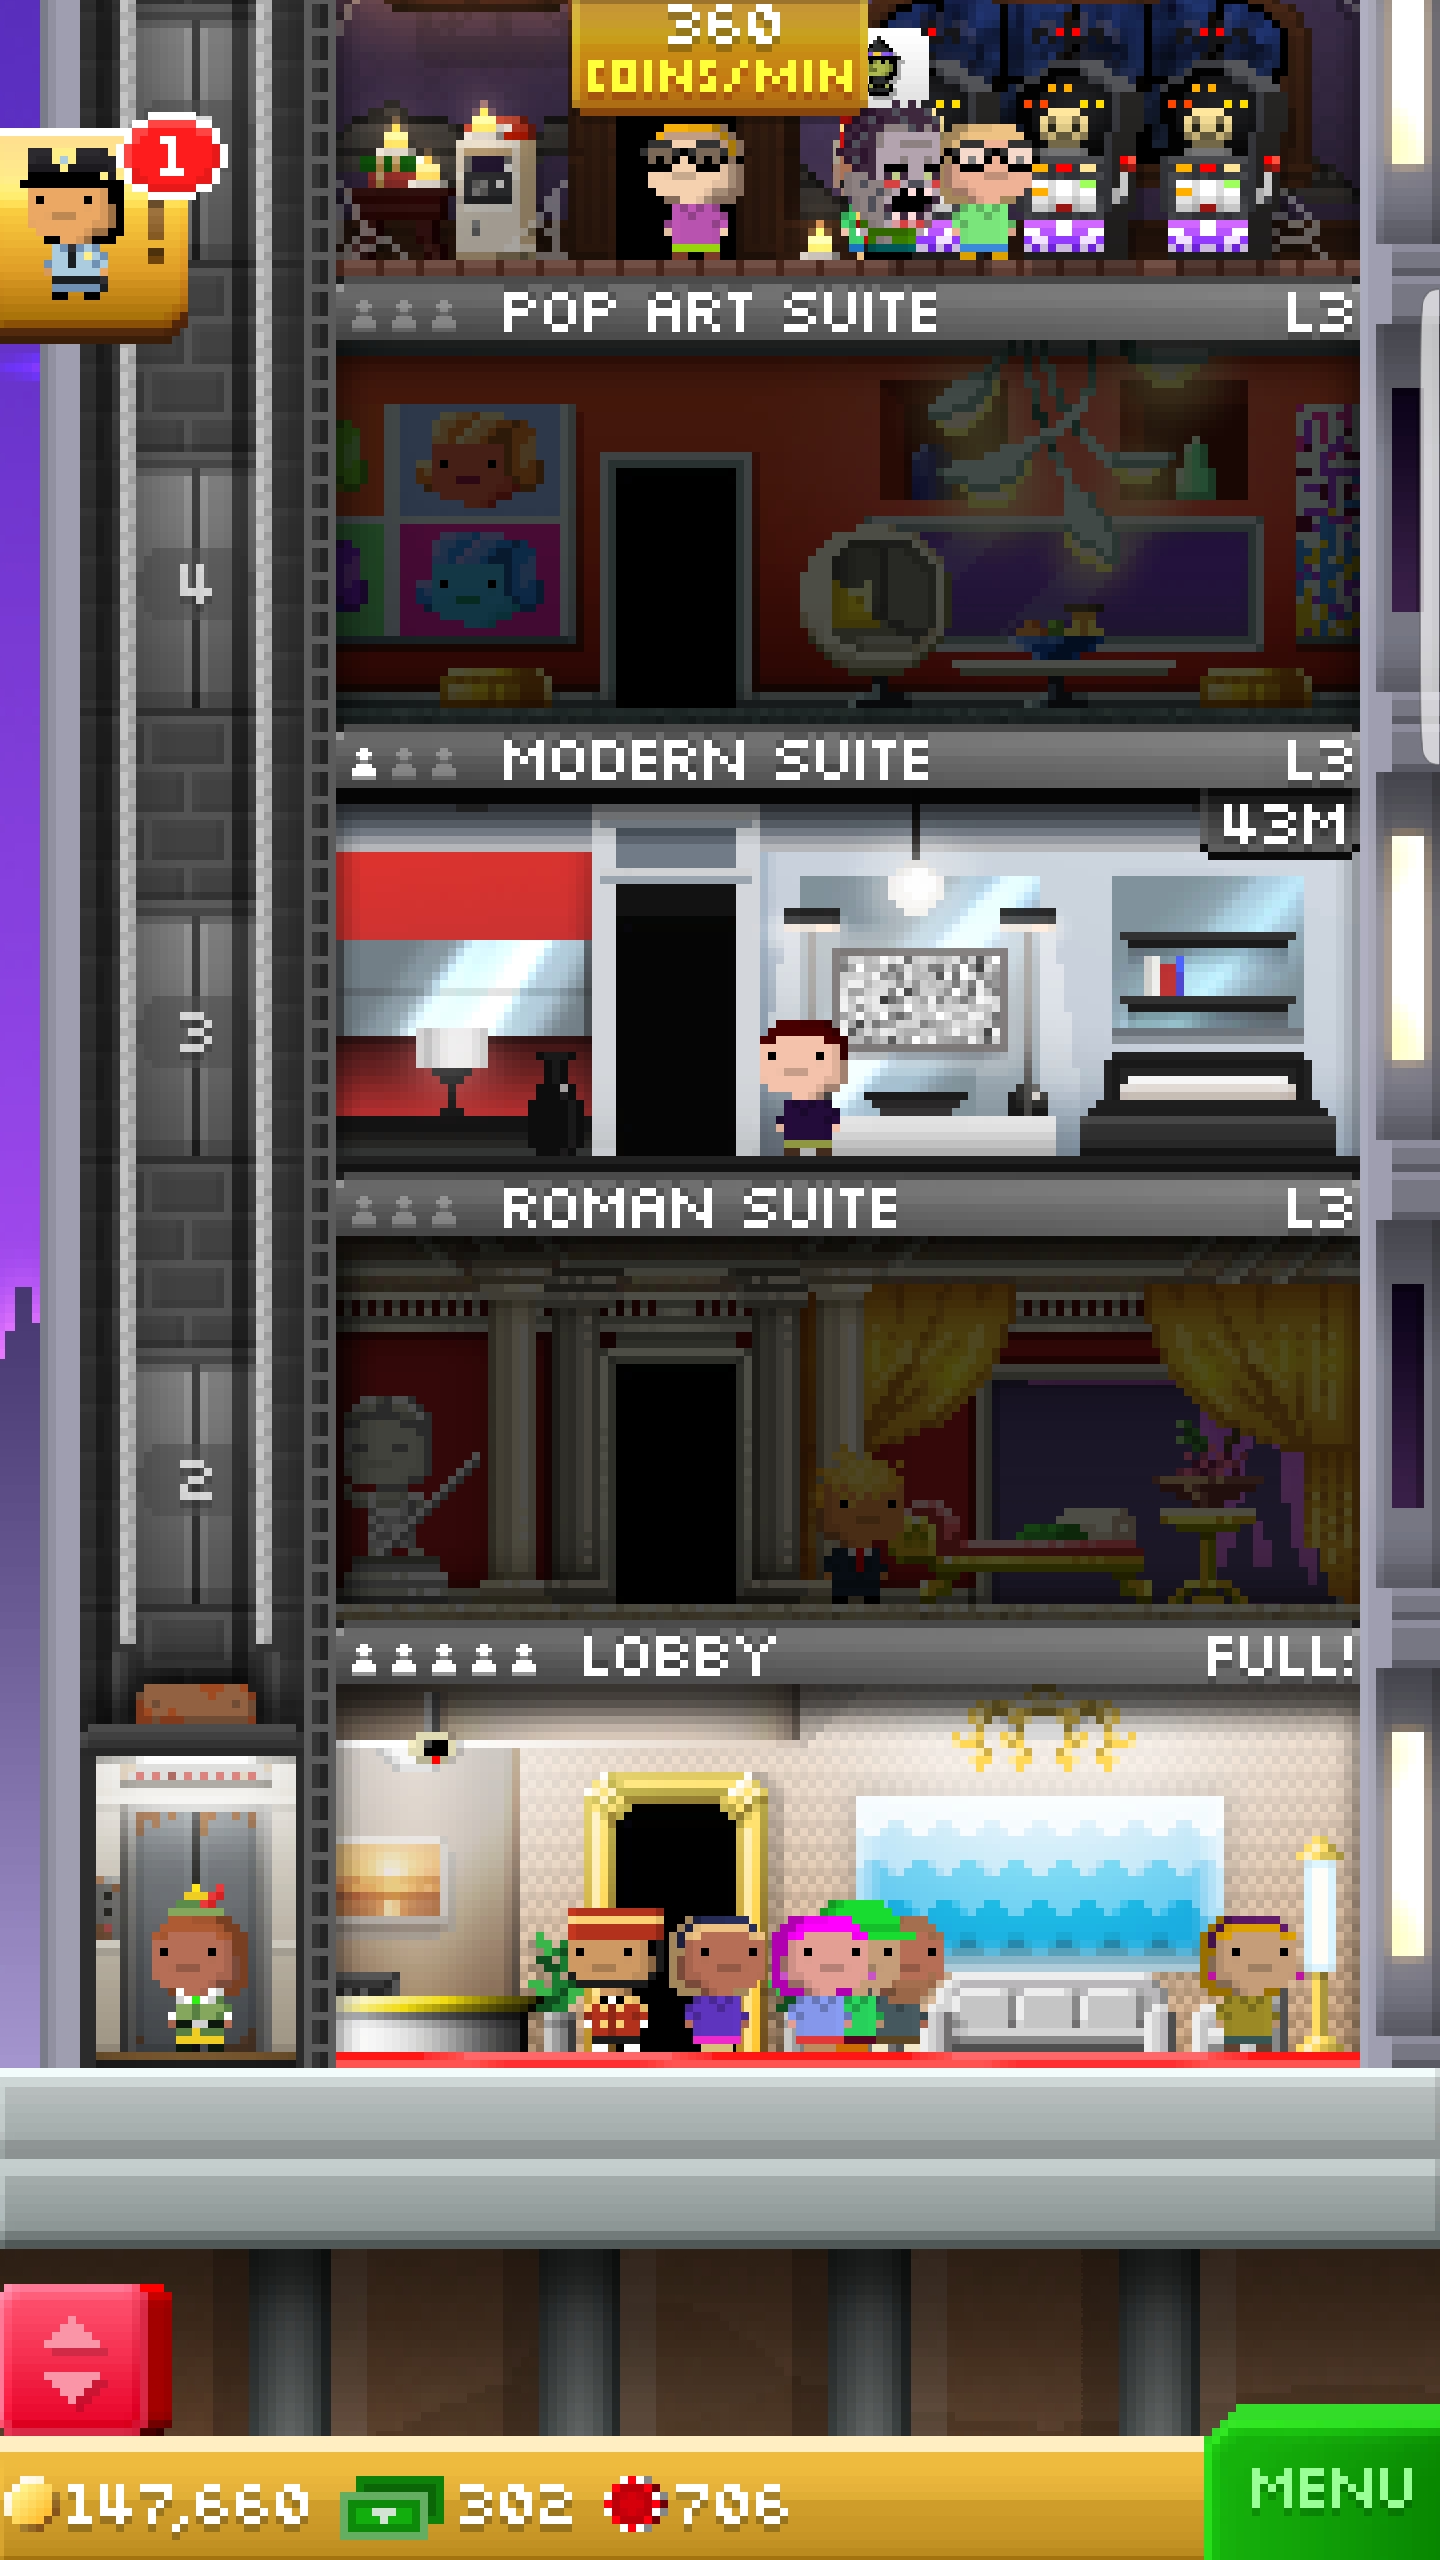 360
COINS/MIN
1
POP ART SUITE L3
4
MODERN SUITE L3
43M
3
ROMAN SUITE L3
2
LOBBY FULL!
147,660 302 706
MENU